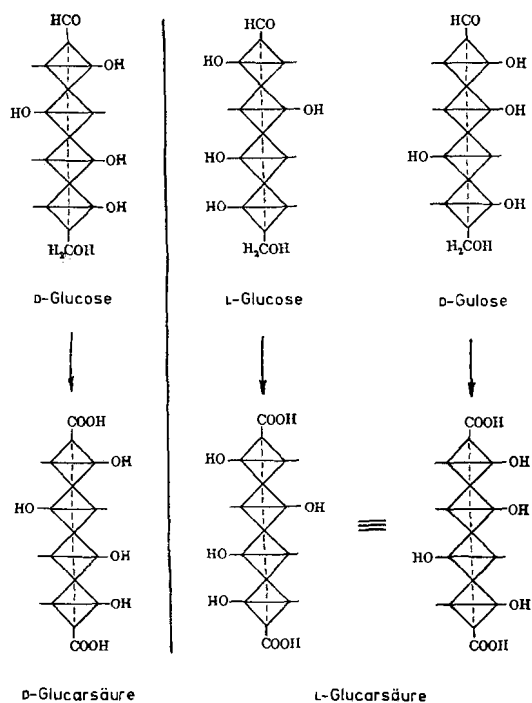 HCO HCO HCO
OH HO OH
HO OH OH
OH HO HO
OH HO OH
H₂COH H₂COH H₂COH
D-Glucose L-Glucose D-Gulose
COOH COOH COOH
OH HO OH
HO OH OH
OH HO HO
OH HO OH
COOH COOH COOH
D-Glucarsäure L-Glucarsäure